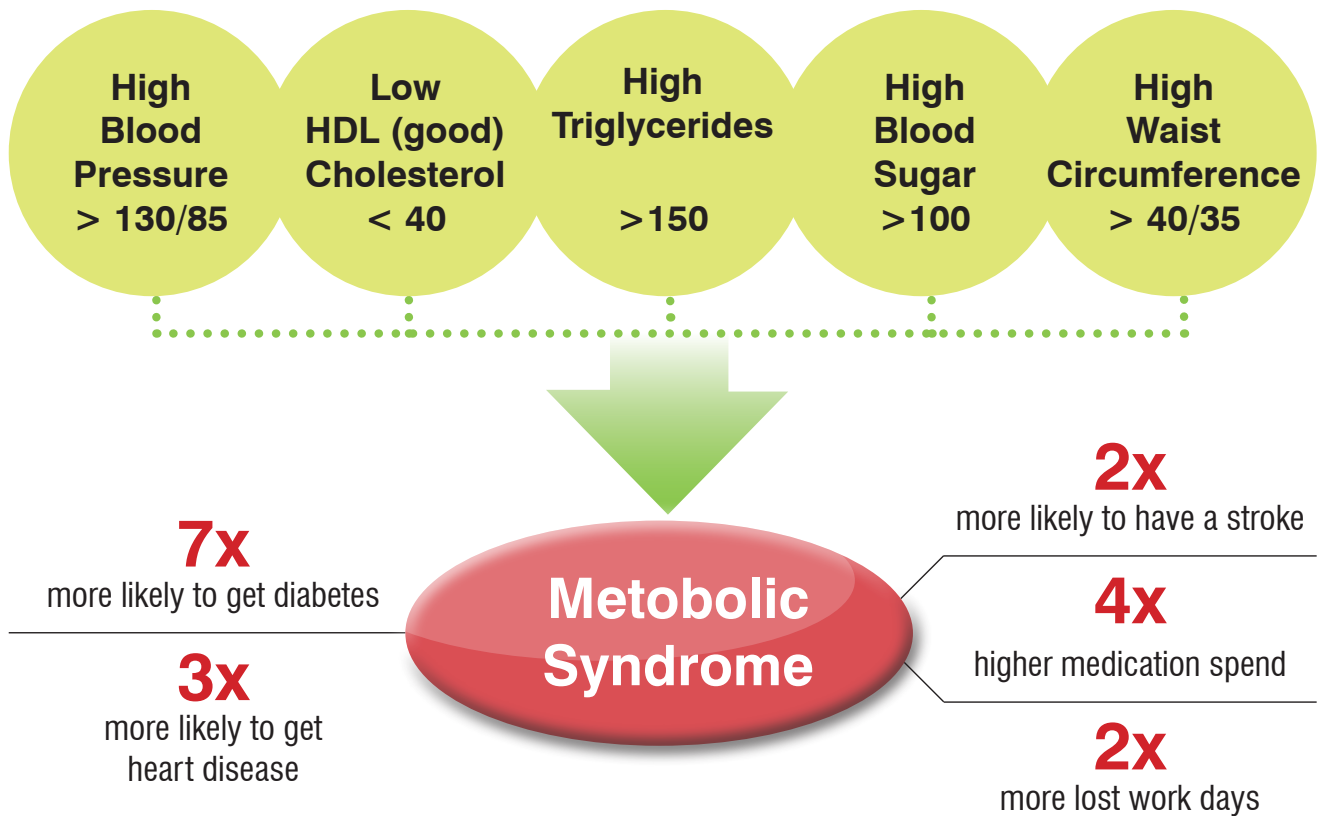 High
Blood
Pressure
> 130/85
Low
HDL (good)
Cholesterol
< 40
High
Triglycerides
>150
High
Blood
Sugar
>100
High
Waist
Circumference
> 40/35
7x
more likely to get diabetes
3x
more likely to get
heart disease
Metobolic
Syndrome
2x
more likely to have a stroke
4x
higher medication spend
2x
more lost work days